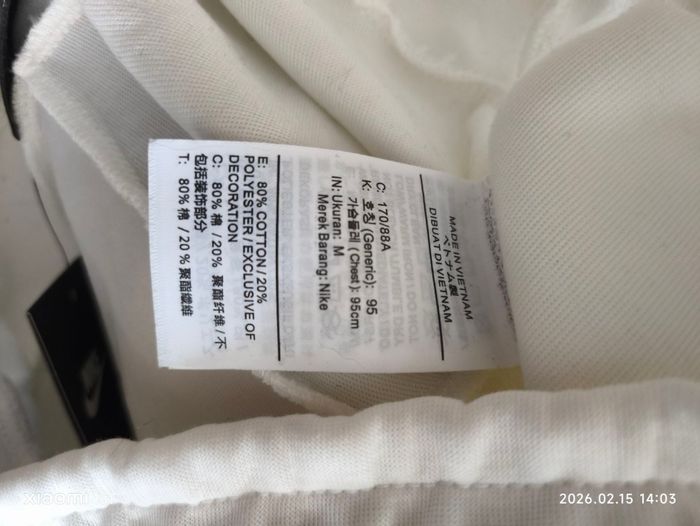 MADE IN VIETNAM
ベトナム製
DIBUAT DI VIETNAM
C: 170/88A
K: 호칭 (Generic): 95
가슴둘레 (Chest): 95cm
IN: Ukuran: M
Merek Barang: Nike
E: 80% COTTON / 20%
POLYESTER / EXCLUSIVE OF
DECORATION
C: 80% 棉 / 20% 聚酯纤维 / 不
包括装饰部分
T: 80% 棉 / 20% 聚酯纖維
xiaomi
2026.02.15 14:03